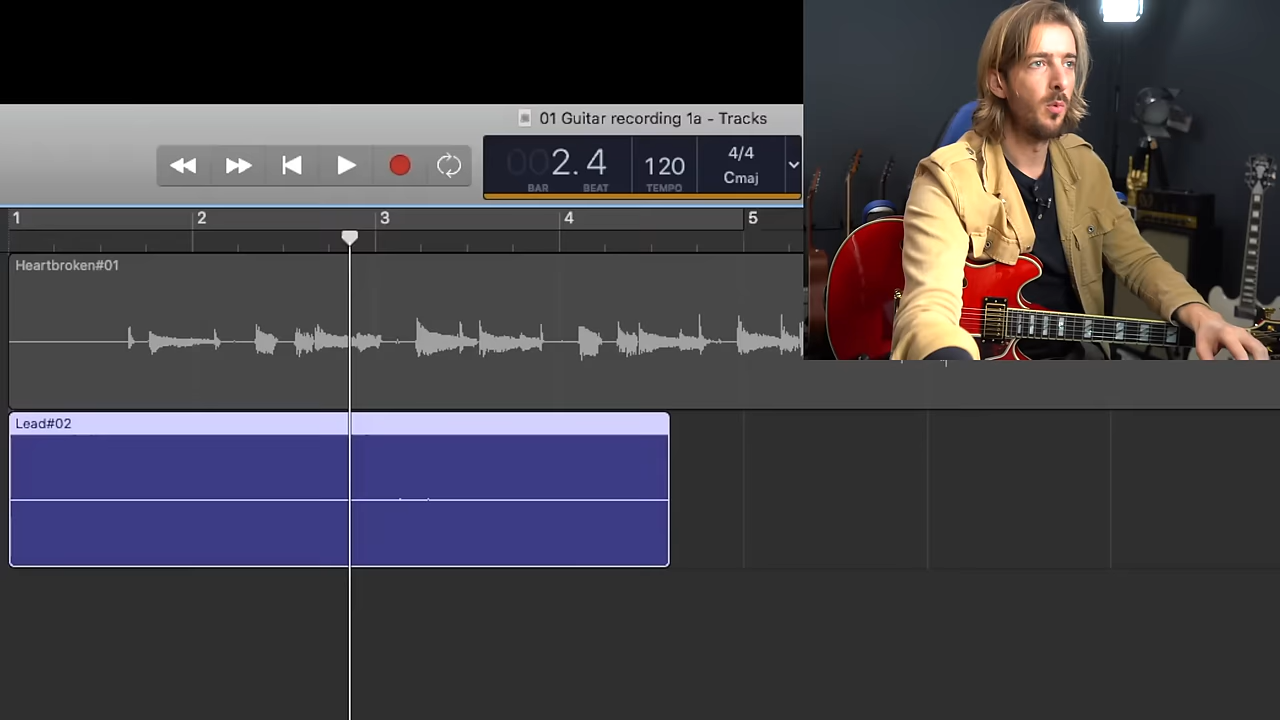 01 Guitar recording 1a - Tracks
002.4
BAR BEAT
120
TEMPO
4/4
Cmaj
1 2 3 4 5
Heartbroken#01
Lead#02